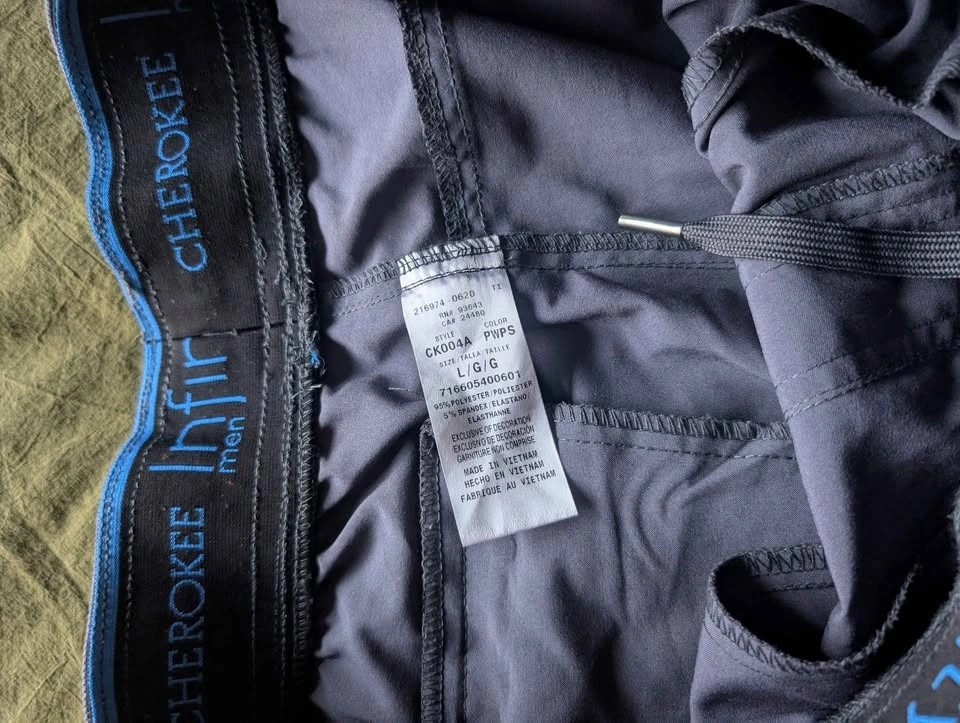 CHEROKEE
Infinity
men
CHEROKEE
216974-0620 TI
RN# 93643
CA# 24480
STYLE COLOR
CK004A PWPS
SIZE/TALLA/TAILLE
L/G/G
716605400601
95% POLYESTER/POLIESTER
5% SPANDEX/ELASTANO/
ELASTHANNE
EXCLUSIVE OF DECORATION
EXCLUSIVO DE DECORACIÓN
GARNITURE NON COMPRISE
MADE IN VIETNAM
HECHO EN VIETNAM
FABRIQUE AU VIETNAM